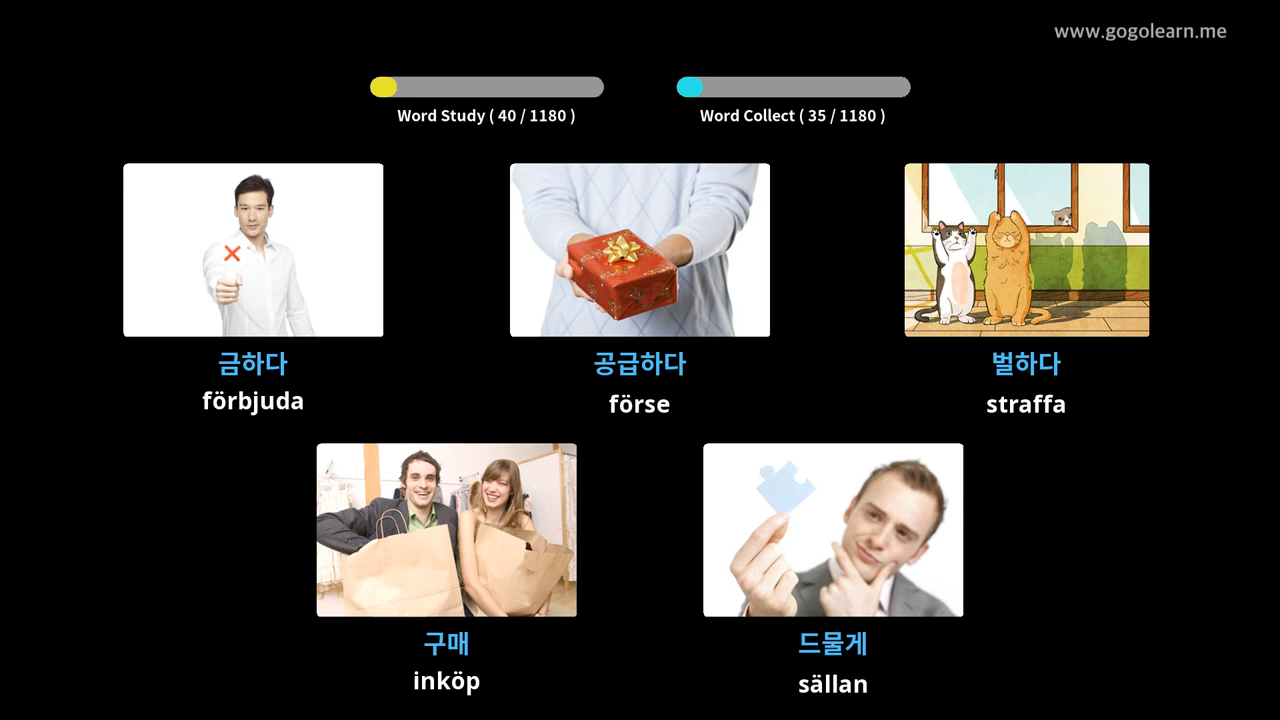 www.gogolearn.me
Word Study ( 40 / 1180 )
Word Collect ( 35 / 1180 )
금하다
förbjuda
공급하다
förse
벌하다
straffa
구매
inköp
드물게
sällan